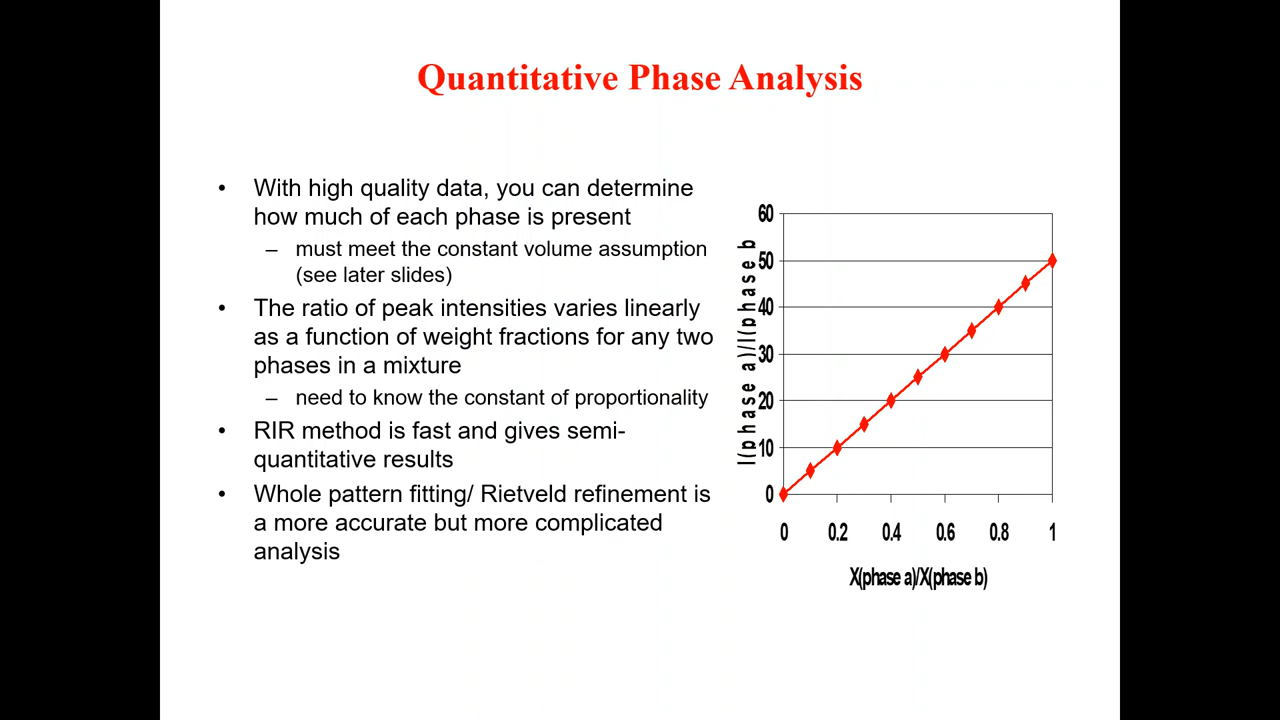 Quantitative Phase Analysis
• With high quality data, you can determine
how much of each phase is present
– must meet the constant volume assumption
(see later slides)
• The ratio of peak intensities varies linearly
as a function of weight fractions for any two
phases in a mixture
– need to know the constant of proportionality
• RIR method is fast and gives semi-
quantitative results
• Whole pattern fitting/ Rietveld refinement is
a more accurate but more complicated
analysis
I(phase a)/I(phase b
60
50
40
30
20
10
0
0 0.2 0.4 0.6 0.8 1
X(phase a)/X(phase b)